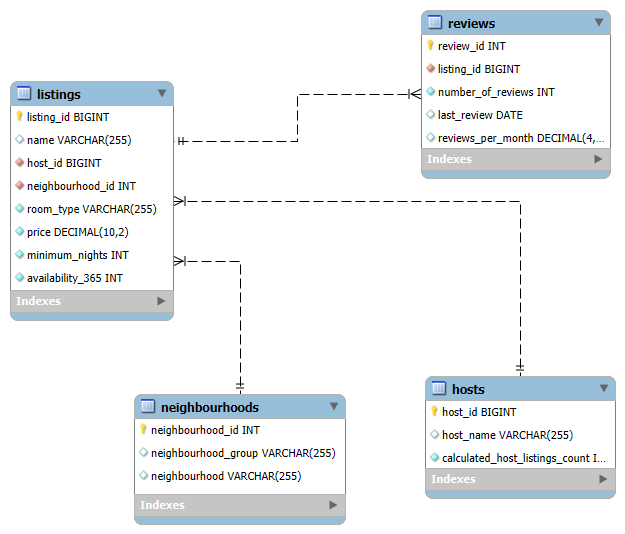 reviews
review_id INT
listing_id BIGINT
number_of_reviews INT
last_review DATE
reviews_per_month DECIMAL(4,...
Indexes
listings
listing_id BIGINT
name VARCHAR(255)
host_id BIGINT
neighbourhood_id INT
room_type VARCHAR(255)
price DECIMAL(10,2)
minimum_nights INT
availability_365 INT
Indexes
neighbourhoods
neighbourhood_id INT
neighbourhood_group VARCHAR(255)
neighbourhood VARCHAR(255)
Indexes
hosts
host_id BIGINT
host_name VARCHAR(255)
calculated_host_listings_count I...
Indexes